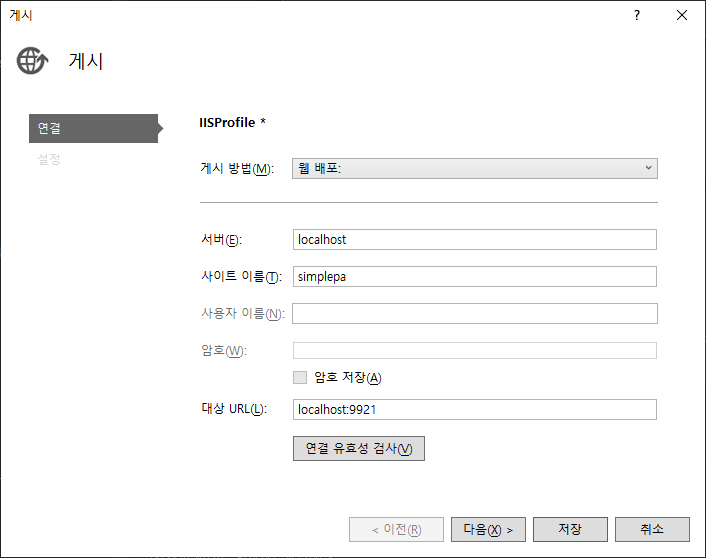 게시
?
게시
연결
설정
IISProfile *
게시 방법(M): 웹 배포:
서버(E): localhost
사이트 이름(T): simplepa
사용자 이름(N):
암호(W):
암호 저장(A)
대상 URL(L): localhost:9921
연결 유효성 검사(V)
< 이전(R) 다음(X) > 저장 취소